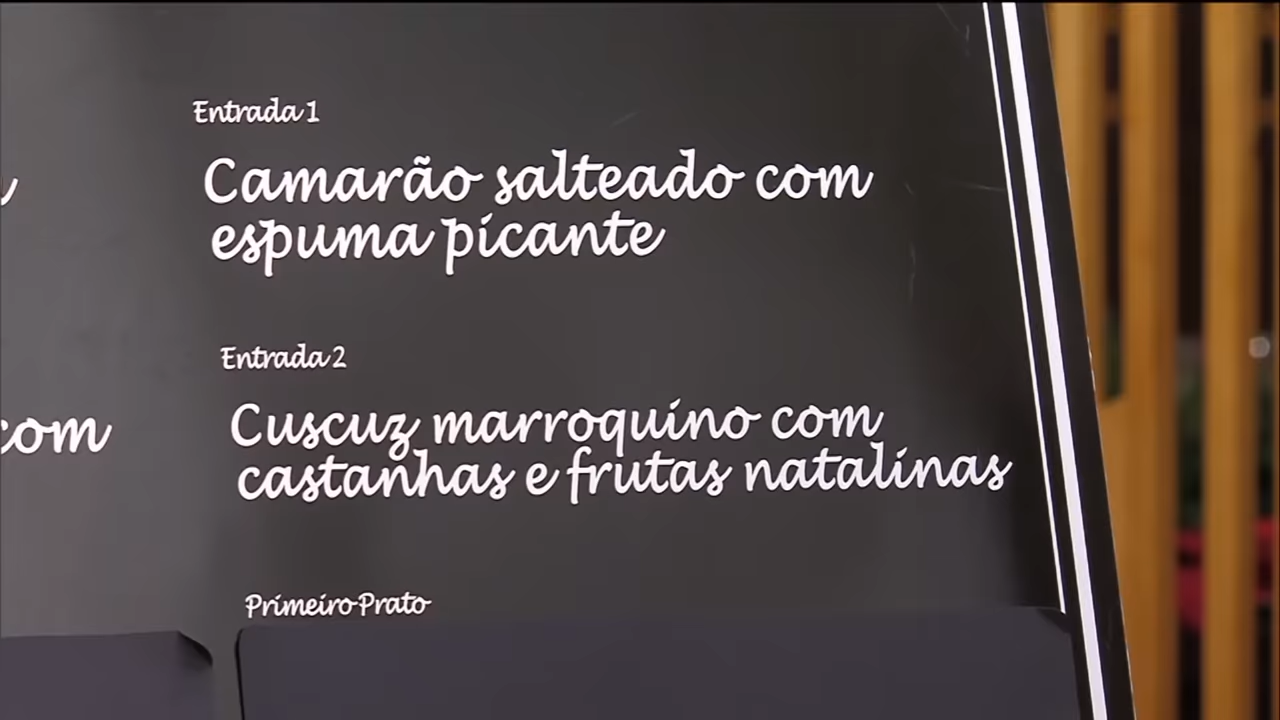 Entrada 1
Camarão salteado com
espuma picante
Entrada 2
Cuscuz marroquino com
castanhas e frutas natalinas
Primeiro Prato
com